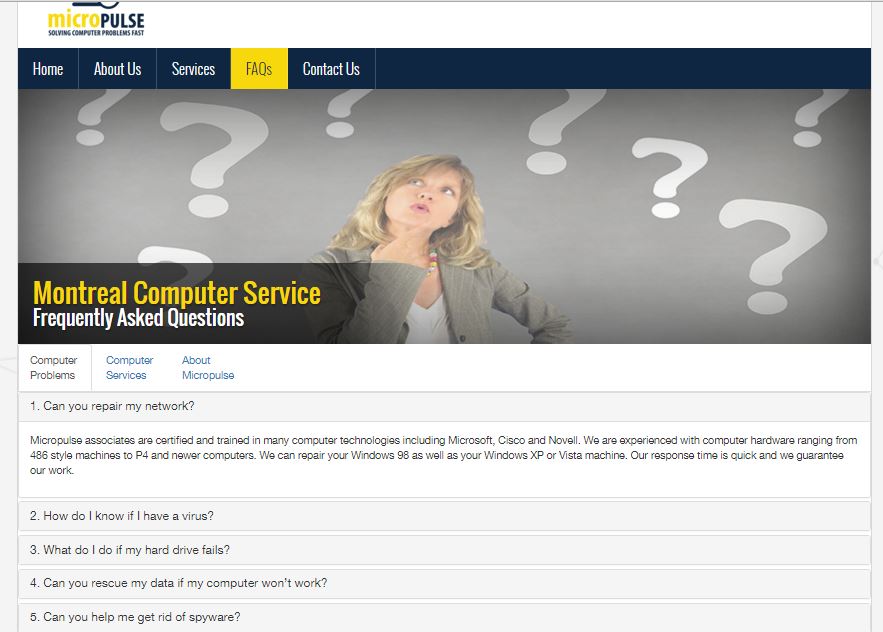 microPULSE
SOLVING COMPUTER PROBLEMS FAST
Home About Us Services FAQs Contact Us
Montreal Computer Service
Frequently Asked Questions
Computer Problems
Computer Services
About Micropulse
1. Can you repair my network?
Micropulse associates are certified and trained in many computer technologies including Microsoft, Cisco and Novell. We are experienced with computer hardware ranging from
486 style machines to P4 and newer computers. We can repair your Windows 98 as well as your Windows XP or Vista machine. Our response time is quick and we guarantee
our work.
2. How do I know if I have a virus?
3. What do I do if my hard drive fails?
4. Can you rescue my data if my computer won't work?
5. Can you help me get rid of spyware?